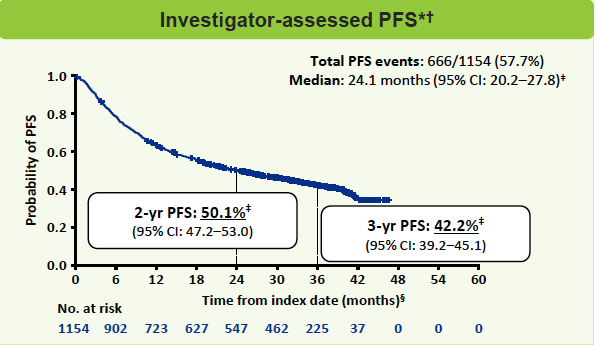 Investigator-assessed PFS*†
Total PFS events: 666/1154 (57.7%)
Median: 24.1 months (95% CI: 20.2–27.8)‡
Probability of PFS
1.0
0.8
0.6
0.4
0.2
0.0
2-yr PFS: 50.1%‡
(95% CI: 47.2–53.0)
3-yr PFS: 42.2%‡
(95% CI: 39.2–45.1)
0 6 12 18 24 30 36 42 48 54 60
Time from index date (months)§
No. at risk
1154 902 723 627 547 462 225 37 0 0 0